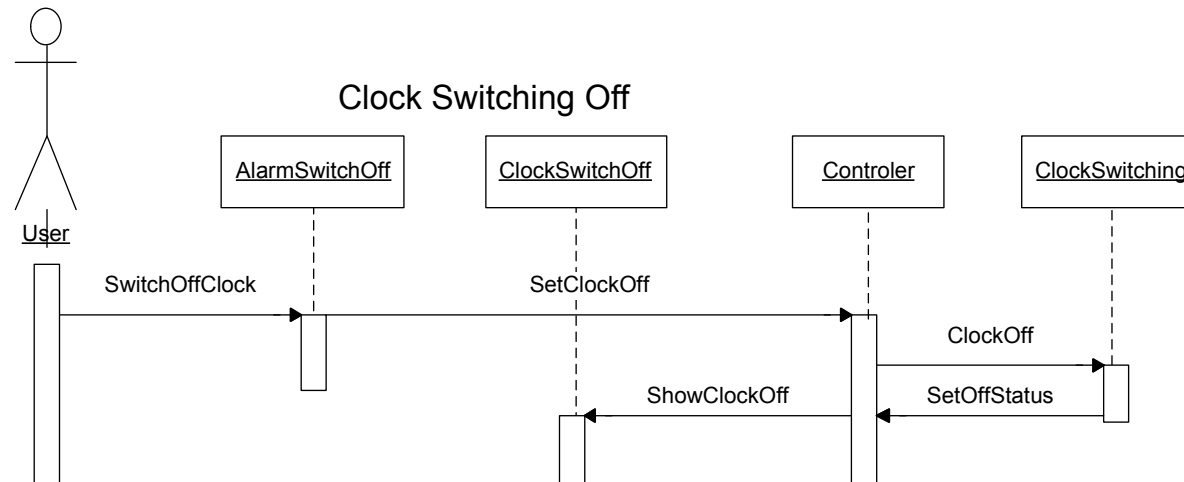 Clock Switching Off
AlarmSwitchOff
ClockSwitchOff
Controler
ClockSwitching
User
SwitchOffClock
SetClockOff
ClockOff
ShowClockOff
SetOffStatus